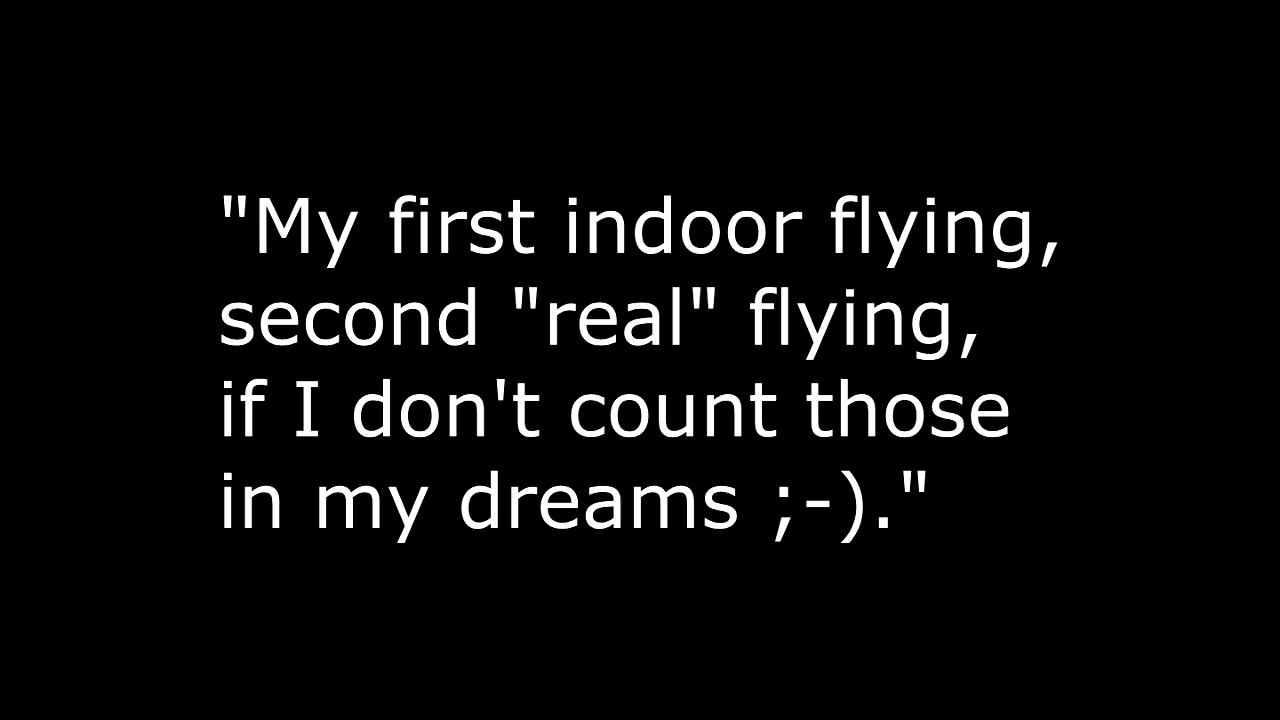 "My first indoor flying,
second "real" flying,
if I don't count those
in my dreams ;-)."